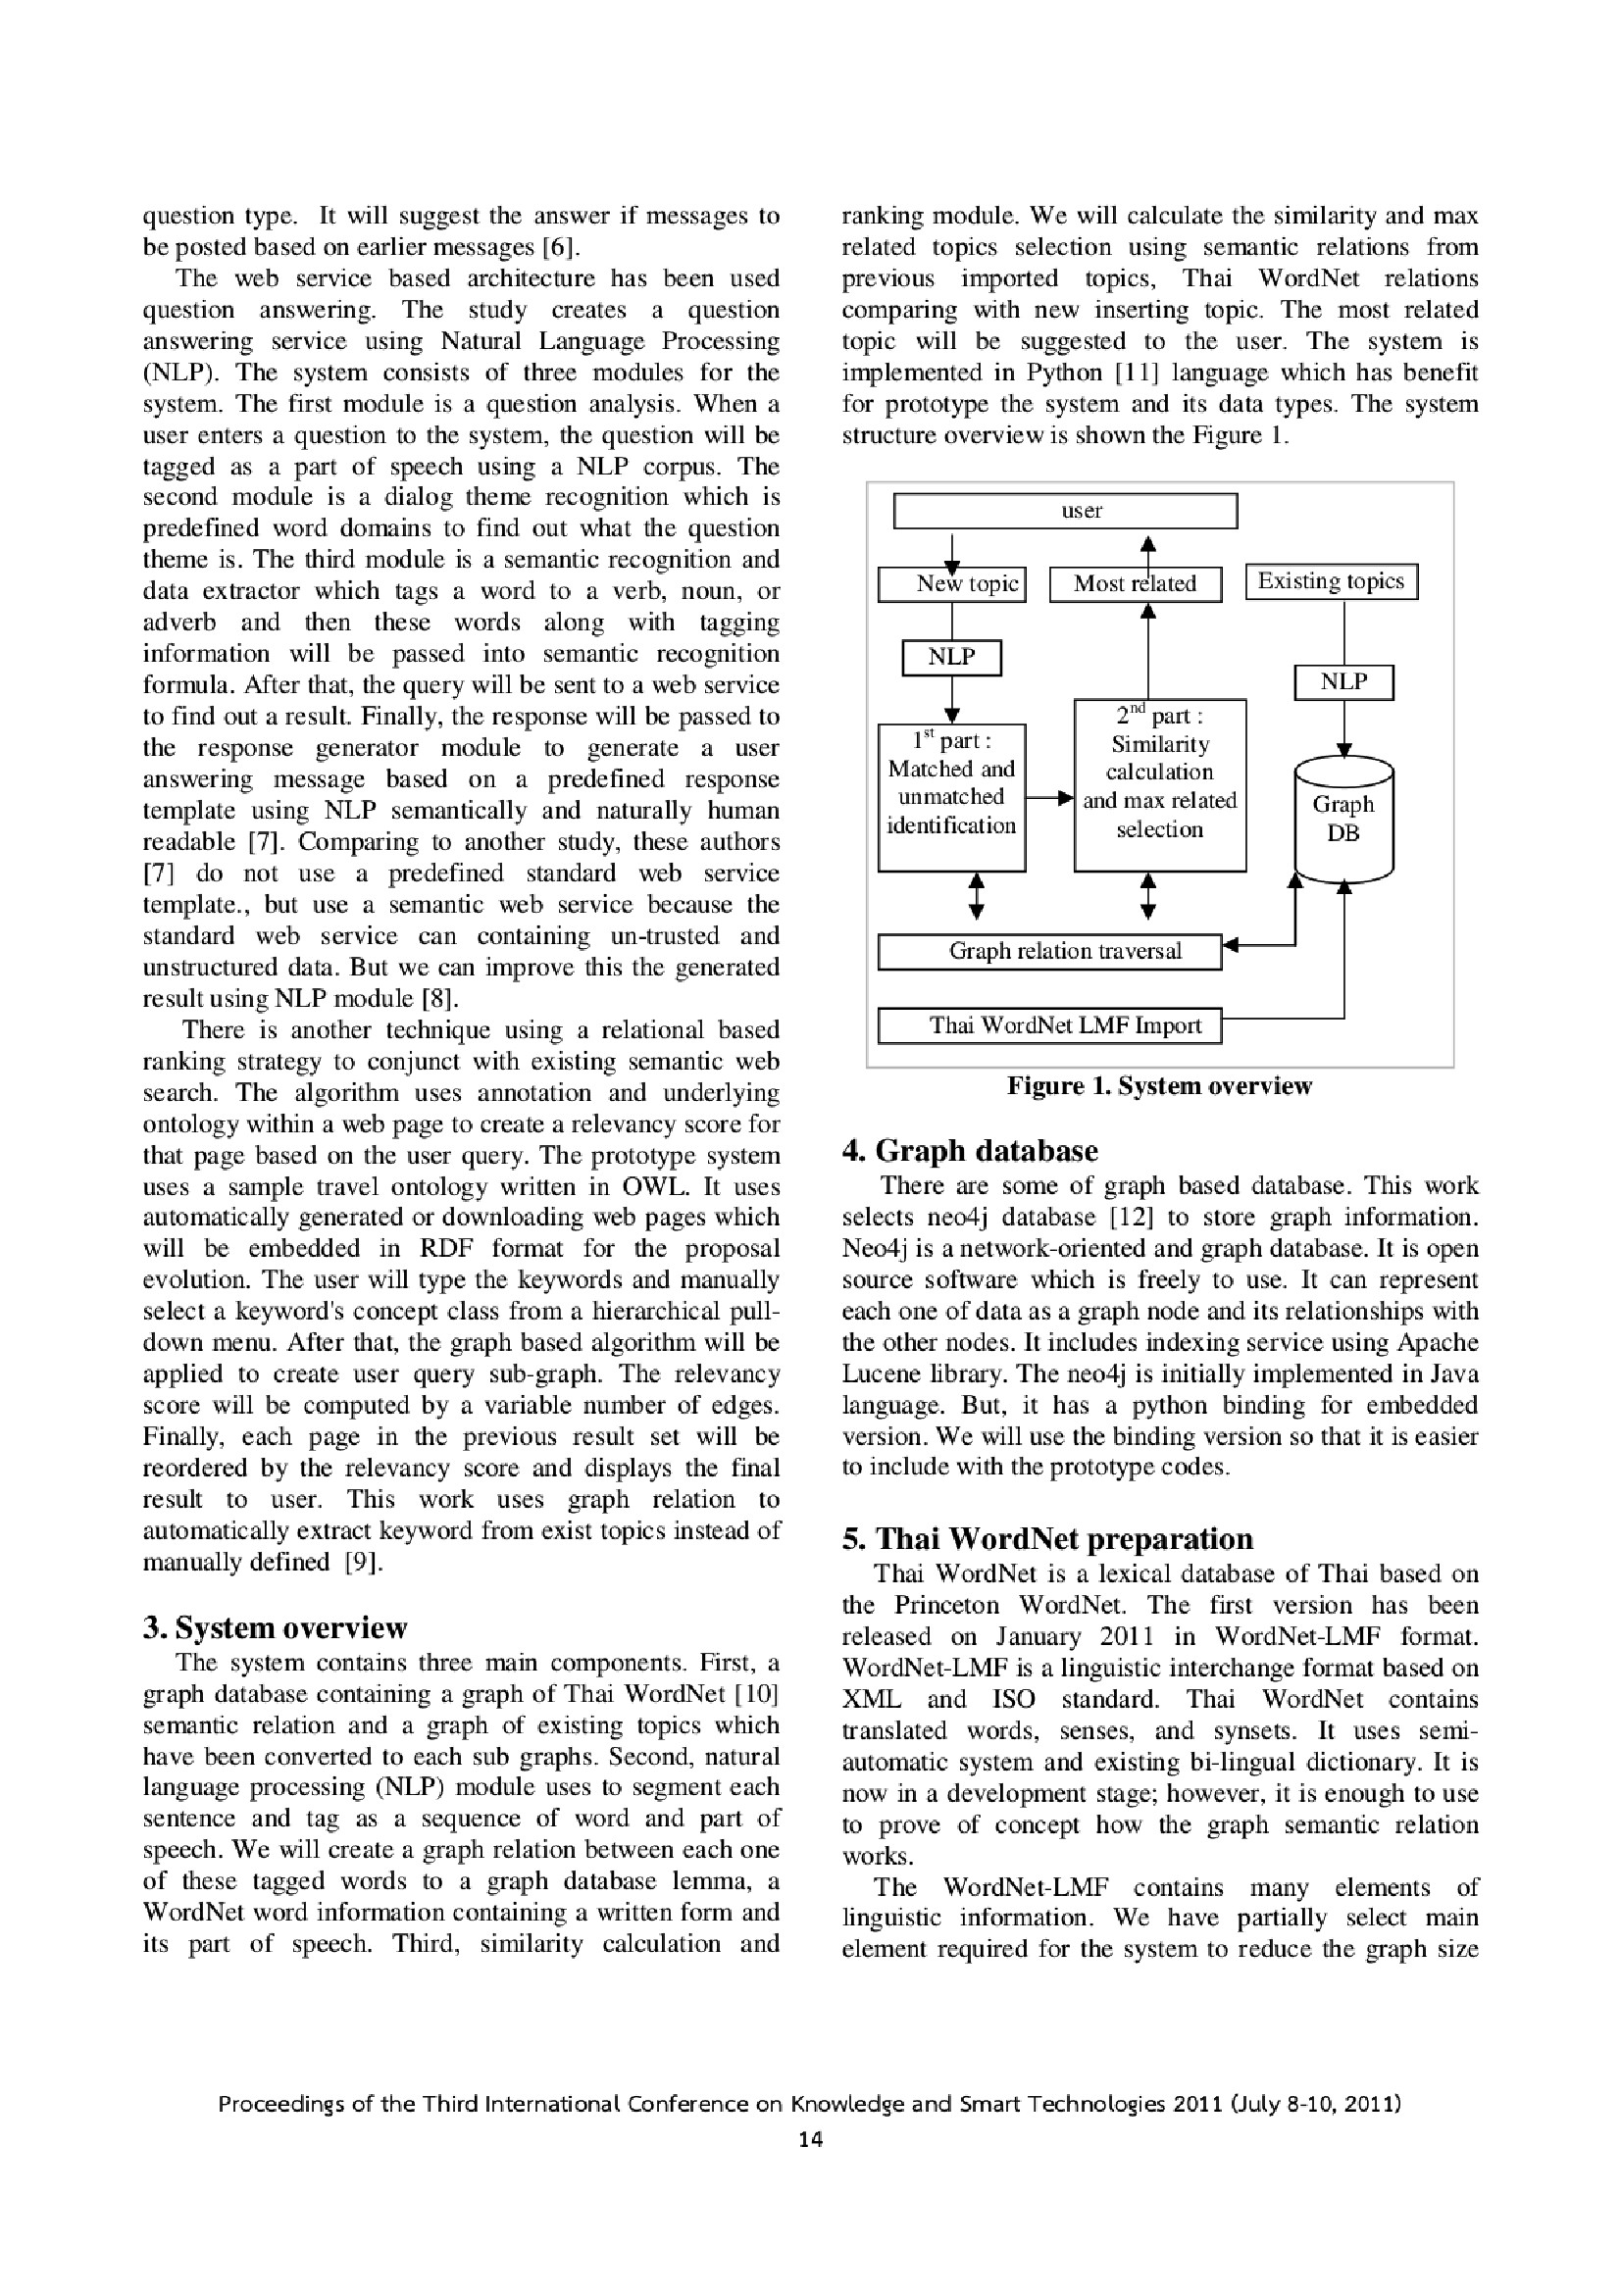 question type. It will suggest the answer if messages to
be posted based on earlier messages [6].
The web service based architecture has been used
question answering. The study creates a question
answering service using Natural Language Processing
(NLP). The system consists of three modules for the
system. The first module is a question analysis. When a
user enters a question to the system, the question will be
tagged as a part of speech using a NLP corpus. The
second module is a dialog theme recognition which is
predefined word domains to find out what the question
theme is. The third module is a semantic recognition and
data extractor which tags a word to a verb, noun, or
adverb and then these words along with tagging
information will be passed into semantic recognition
formula. After that, the query will be sent to a web service
to find out a result. Finally, the response will be passed to
the response generator module to generate a user
answering message based on a predefined response
template using NLP semantically and naturally human
readable [7]. Comparing to another study, these authors
[7] do not use a predefined standard web service
template., but use a semantic web service because the
standard web service can containing un-trusted and
unstructured data. But we can improve this the generated
result using NLP module [8].
There is another technique using a relational based
ranking strategy to conjunct with existing semantic web
search. The algorithm uses annotation and underlying
ontology within a web page to create a relevancy score for
that page based on the user query. The prototype system
uses a sample travel ontology written in OWL. It uses
automatically generated or downloading web pages which
will be embedded in RDF format for the proposal
evolution. The user will type the keywords and manually
select a keyword's concept class from a hierarchical pull-
down menu. After that, the graph based algorithm will be
applied to create user query sub-graph. The relevancy
score will be computed by a variable number of edges.
Finally, each page in the previous result set will be
reordered by the relevancy score and displays the final
result to user. This work uses graph relation to
automatically extract keyword from exist topics instead of
manually defined [9].
3. System overview
The system contains three main components. First, a
graph database containing a graph of Thai WordNet [10]
semantic relation and a graph of existing topics which
have been converted to each sub graphs. Second, natural
language processing (NLP) module uses to segment each
sentence and tag as a sequence of word and part of
speech. We will create a graph relation between each one
of these tagged words to a graph database lemma, a
WordNet word information containing a written form and
its part of speech. Third, similarity calculation and
ranking module. We will calculate the similarity and max
related topics selection using semantic relations from
previous imported topics, Thai WordNet relations
comparing with new inserting topic. The most related
topic will be suggested to the user. The system is
implemented in Python [11] language which has benefit
for prototype the system and its data types. The system
structure overview is shown the Figure 1.
user
New topic
Most related
Existing topics
NLP
NLP
1st part :
Matched and
unmatched
identification
2nd part :
Similarity
calculation
and max related
selection
Graph
DB
Graph relation traversal
Thai WordNet LMF Import
Figure 1. System overview
4. Graph database
There are some of graph based database. This work
selects neo4j database [12] to store graph information.
Neo4j is a network-oriented and graph database. It is open
source software which is freely to use. It can represent
each one of data as a graph node and its relationships with
the other nodes. It includes indexing service using Apache
Lucene library. The neo4j is initially implemented in Java
language. But, it has a python binding for embedded
version. We will use the binding version so that it is easier
to include with the prototype codes.
5. Thai WordNet preparation
Thai WordNet is a lexical database of Thai based on
the Princeton WordNet. The first version has been
released on January 2011 in WordNet-LMF format.
WordNet-LMF is a linguistic interchange format based on
XML and ISO standard. Thai WordNet contains
translated words, senses, and synsets. It uses semi-
automatic system and existing bi-lingual dictionary. It is
now in a development stage; however, it is enough to use
to prove of concept how the graph semantic relation
works.
The WordNet-LMF contains many elements of
linguistic information. We have partially select main
element required for the system to reduce the graph size
Proceedings of the Third International Conference on Knowledge and Smart Technologies 2011 (July 8-10, 2011)
14